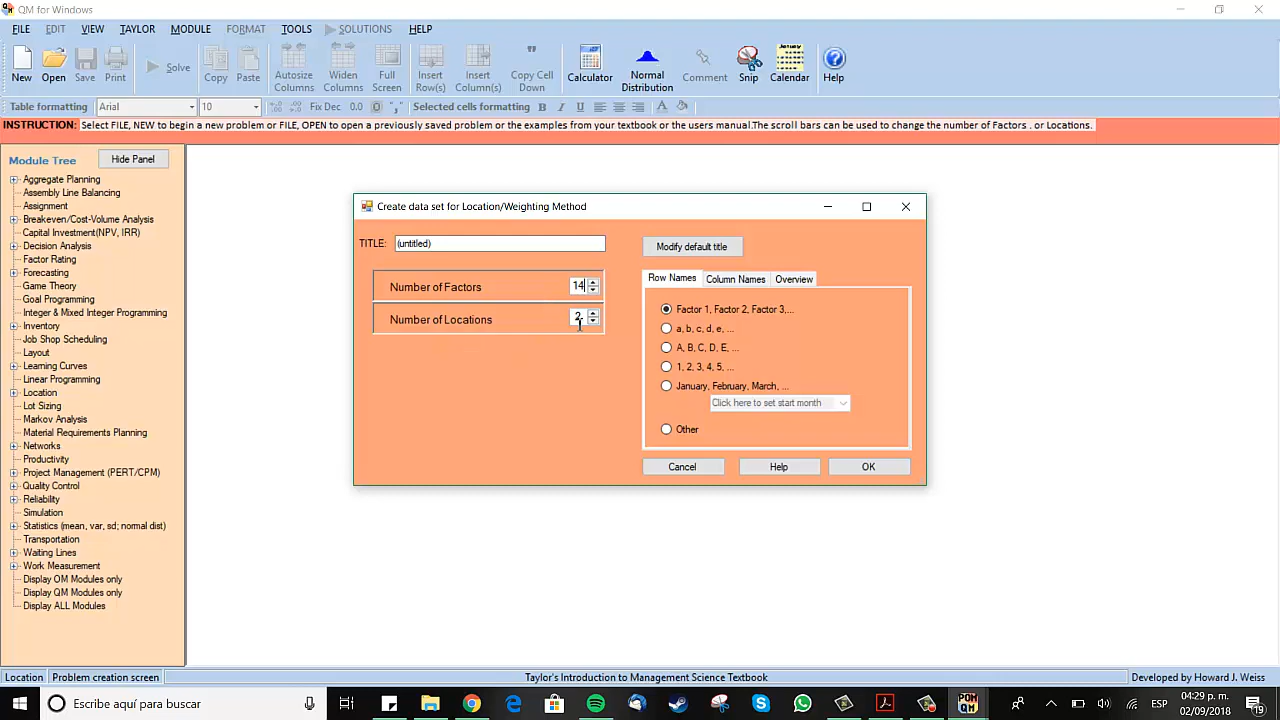 QM for Windows
FILE EDIT VIEW TAYLOR MODULE FORMAT TOOLS SOLUTIONS HELP
New Open Save Print Solve Copy Paste Autosize Columns Widen Columns Full Screen Insert Row(s) Insert Column(s) Copy Cell Down Calculator Normal Distribution Comment Snip January Calendar Help
Table formatting Arial 10 Fix Dec 0.0 Selected cells formatting B I U A
INSTRUCTION: Select FILE, NEW to begin a new problem or FILE, OPEN to open a previously saved problem or the examples from your textbook or the users manual.The scroll bars can be used to change the number of Factors . or Locations.
Module Tree Hide Panel
Aggregate Planning
Assembly Line Balancing
Assignment
Breakeven/Cost-Volume Analysis
Capital Investment(NPV, IRR)
Decision Analysis
Factor Rating
Forecasting
Game Theory
Goal Programming
Integer & Mixed Integer Programming
Inventory
Job Shop Scheduling
Layout
Learning Curves
Linear Programming
Location
Lot Sizing
Markov Analysis
Material Requirements Planning
Networks
Productivity
Project Management (PERT/CPM)
Quality Control
Reliability
Simulation
Statistics (mean, var, sd; normal dist)
Transportation
Waiting Lines
Work Measurement
Display OM Modules only
Display QM Modules only
Display ALL Modules
Create data set for Location/Weighting Method
TITLE: (untitled)
Modify default title
Number of Factors 14
Number of Locations 2
Row Names Column Names Overview
Factor 1, Factor 2, Factor 3,...
a, b, c, d, e, ...
A, B, C, D, E, ...
1, 2, 3, 4, 5, ...
January, February, March, ...
Click here to set start month
Other
Cancel Help OK
Location Problem creation screen Taylor's Introduction to Management Science Textbook Developed by Howard J. Weiss
Escribe aquí para buscar
POM QM
ESP
04:29 p. m.
02/09/2018
19